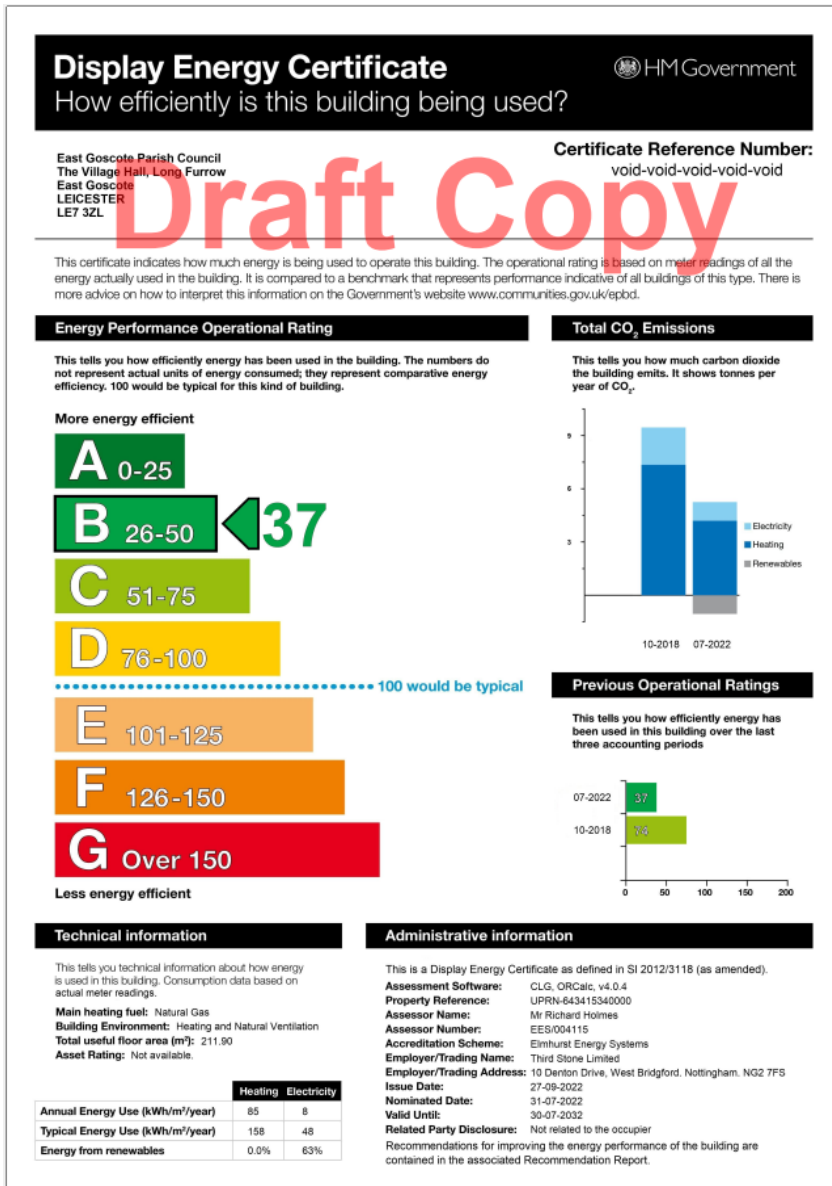 Display Energy Certificate
HM Government
How efficiently is this building being used?
East Goscote Parish Council
The Village Hall, Long Furrow
East Goscote
LEICESTER
LE7 3ZL
Certificate Reference Number:
void-void-void-void-void
Draft Copy
This certificate indicates how much energy is being used to operate this building. The operational rating is based on meter readings of all the
energy actually used in the building. It is compared to a benchmark that represents performance indicative of all buildings of this type. There is
more advice on how to interpret this information on the Government's website www.communities.gov.uk/epbd.
Energy Performance Operational Rating
This tells you how efficiently energy has been used in the building. The numbers do
not represent actual units of energy consumed; they represent comparative energy
efficiency. 100 would be typical for this kind of building.
More energy efficient
A 0-25
B 26-50
37
C 51-75
D 76-100
100 would be typical
E 101-125
F 126-150
G Over 150
Less energy efficient
Total CO₂ Emissions
This tells you how much carbon dioxide
the building emits. It shows tonnes per
year of CO₂.
9
6
3
Electricity
Heating
Renewables
10-2018 07-2022
Previous Operational Ratings
This tells you how efficiently energy has
been used in this building over the last
three accounting periods
07-2022 37
10-2018 74
0 50 100 150 200
Technical information
This tells you technical information about how energy
is used in this building. Consumption data based on
actual meter readings.
Main heating fuel: Natural Gas
Building Environment: Heating and Natural Ventilation
Total useful floor area (m²): 211.90
Asset Rating: Not available.
Heating Electricity
Annual Energy Use (kWh/m²/year) 85 8
Typical Energy Use (kWh/m²/year) 158 48
Energy from renewables 0.0% 63%
Administrative information
This is a Display Energy Certificate as defined in SI 2012/3118 (as amended).
Assessment Software: CLG, ORCalc, v4.0.4
Property Reference: UPRN-643415340000
Assessor Name: Mr Richard Holmes
Assessor Number: EES/004115
Accreditation Scheme: Elmhurst Energy Systems
Employer/Trading Name: Third Stone Limited
Employer/Trading Address: 10 Denton Drive, West Bridgford, Nottingham. NG2 7FS
Issue Date: 27-09-2022
Nominated Date: 31-07-2022
Valid Until: 30-07-2032
Related Party Disclosure: Not related to the occupier
Recommendations for improving the energy performance of the building are
contained in the associated Recommendation Report.